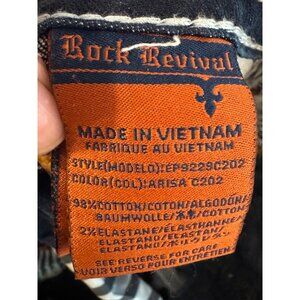 Rock Revival
MADE IN VIETNAM
FABRIQUE AU VIETNAM
STYLE(MODELO):EP9229C202
COLOR(COL):ARISA C202
98%COTTON/COTON/ALGODON/
BAUMWOLLE/
2%ELASTANE/ELASTHANNE/
ELASTANO/ELASTAN/
ELASTANO/
SEE REVERSE FOR CARE
VOIR VERSO POUR ENTRETIEN